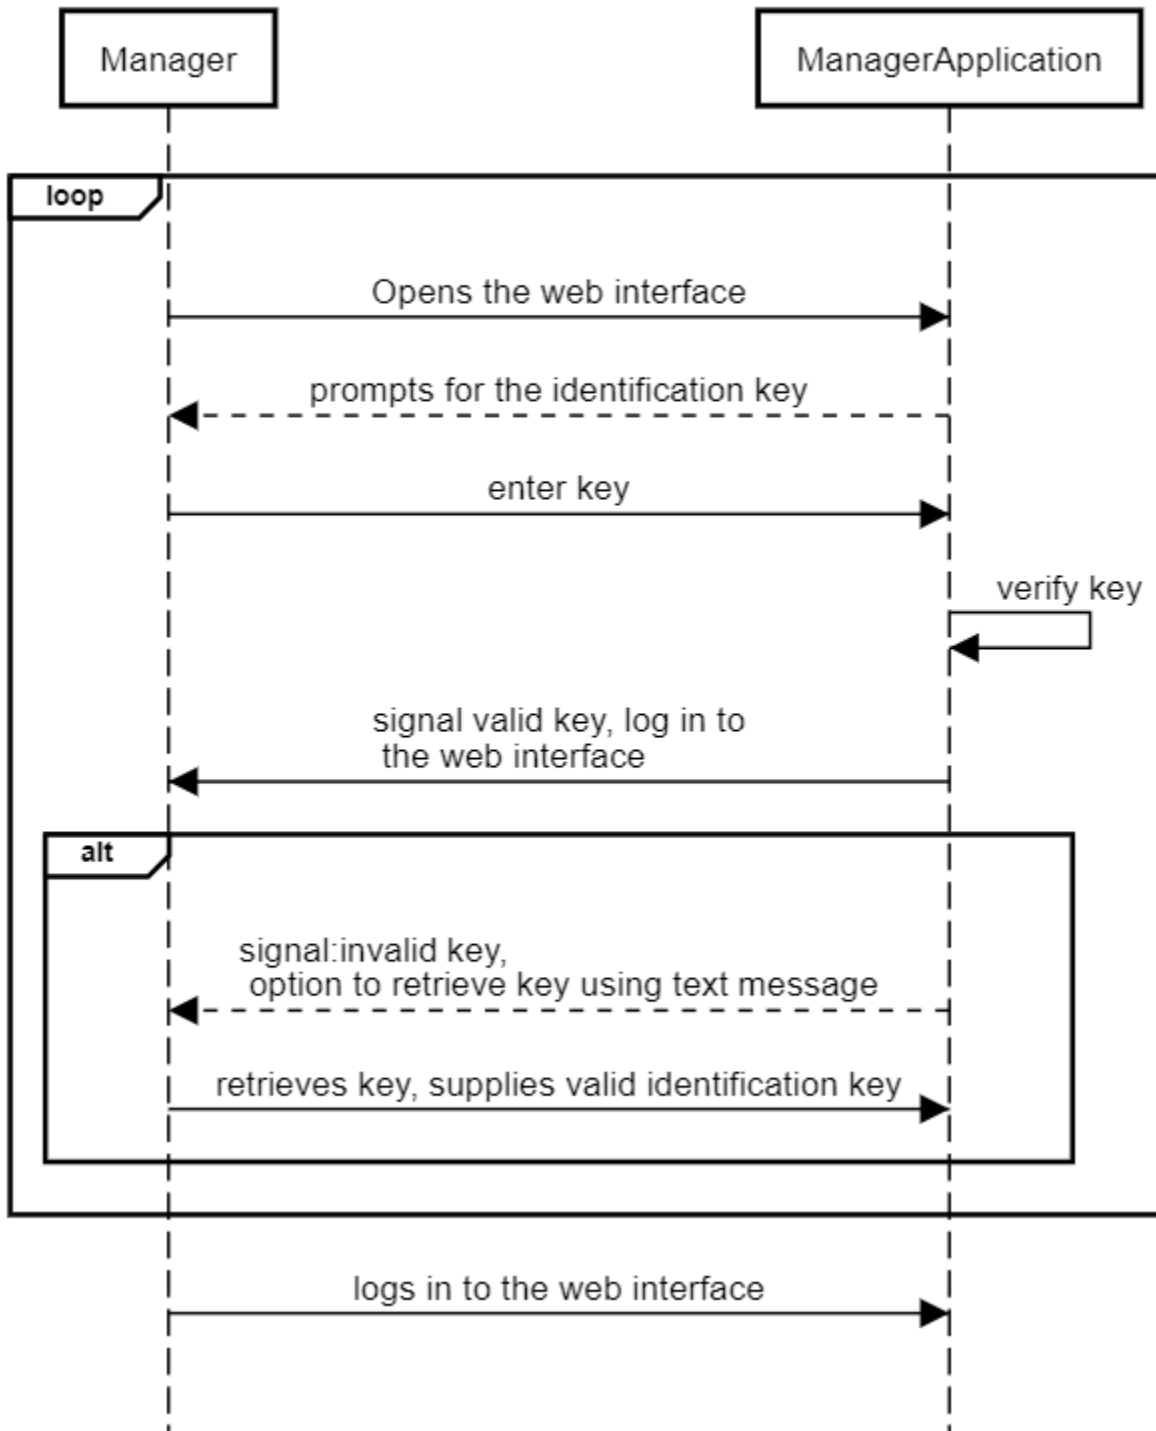 Manager
ManagerApplication
loop
Opens the web interface
prompts for the identification key
enter key
verify key
signal valid key, log in to
the web interface
alt
signal:invalid key,
option to retrieve key using text message
retrieves key, supplies valid identification key
logs in to the web interface